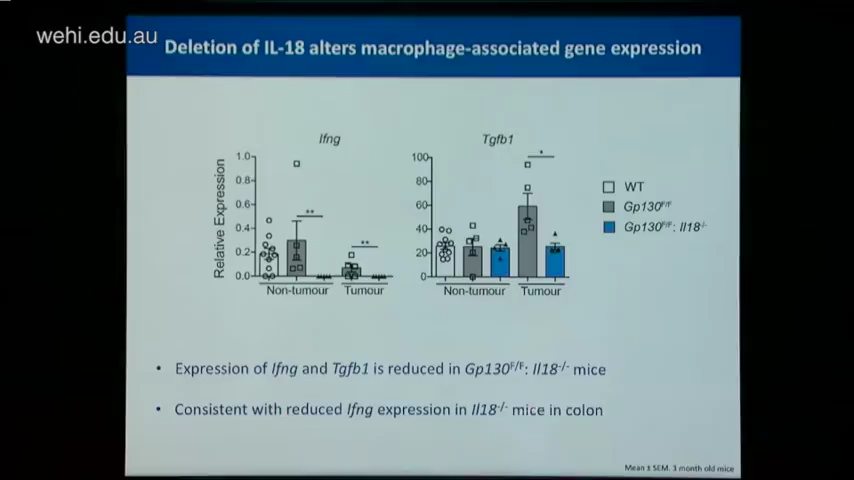 wehi.edu.au
Deletion of IL-18 alters macrophage-associated gene expression
Ifng
Tgfb1
Relative Expression
1.0
0.8
0.6
0.4
0.2
0.0
**
**
Non-tumour
Tumour
100
80
60
40
20
0
*
Non-tumour
Tumour
WT
Gp130F/F
Gp130F/F: Il18-/-
• Expression of Ifng and Tgfb1 is reduced in Gp130F/F: Il18-/- mice
• Consistent with reduced Ifng expression in Il18-/- mice in colon
Mean ± SEM. 3 month old mice